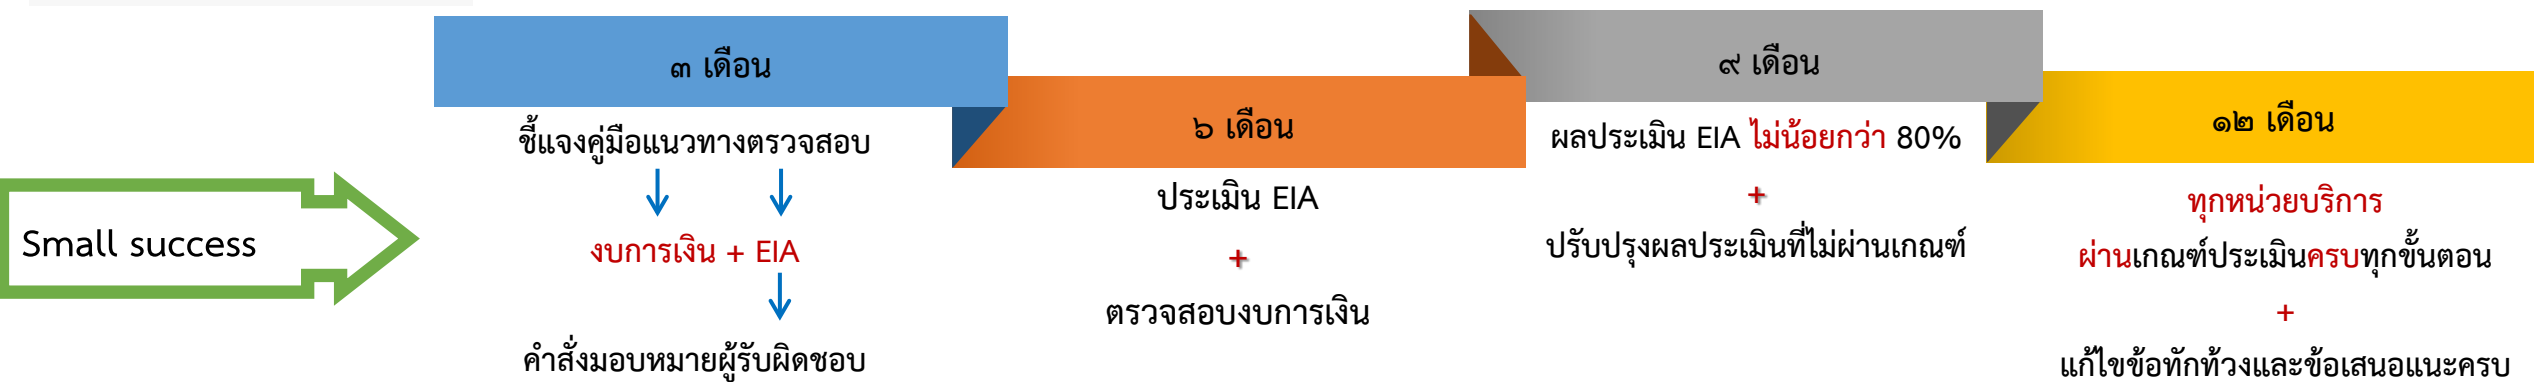 Small success
๓ เดือน
ชี้แจงคู่มือแนวทางตรวจสอบ
งบการเงิน + EIA
คำสั่งมอบหมายผู้รับผิดชอบ
๖ เดือน
ประเมิน EIA
+
ตรวจสอบงบการเงิน
๙ เดือน
ผลประเมิน EIA ไม่น้อยกว่า 80%
+
ปรับปรุงผลประเมินที่ไม่ผ่านเกณฑ์
๑๒ เดือน
ทุกหน่วยบริการ
ผ่านเกณฑ์ประเมินครบทุกขั้นตอน
+
แก้ไขข้อทักท้วงและข้อเสนอแนะครบ